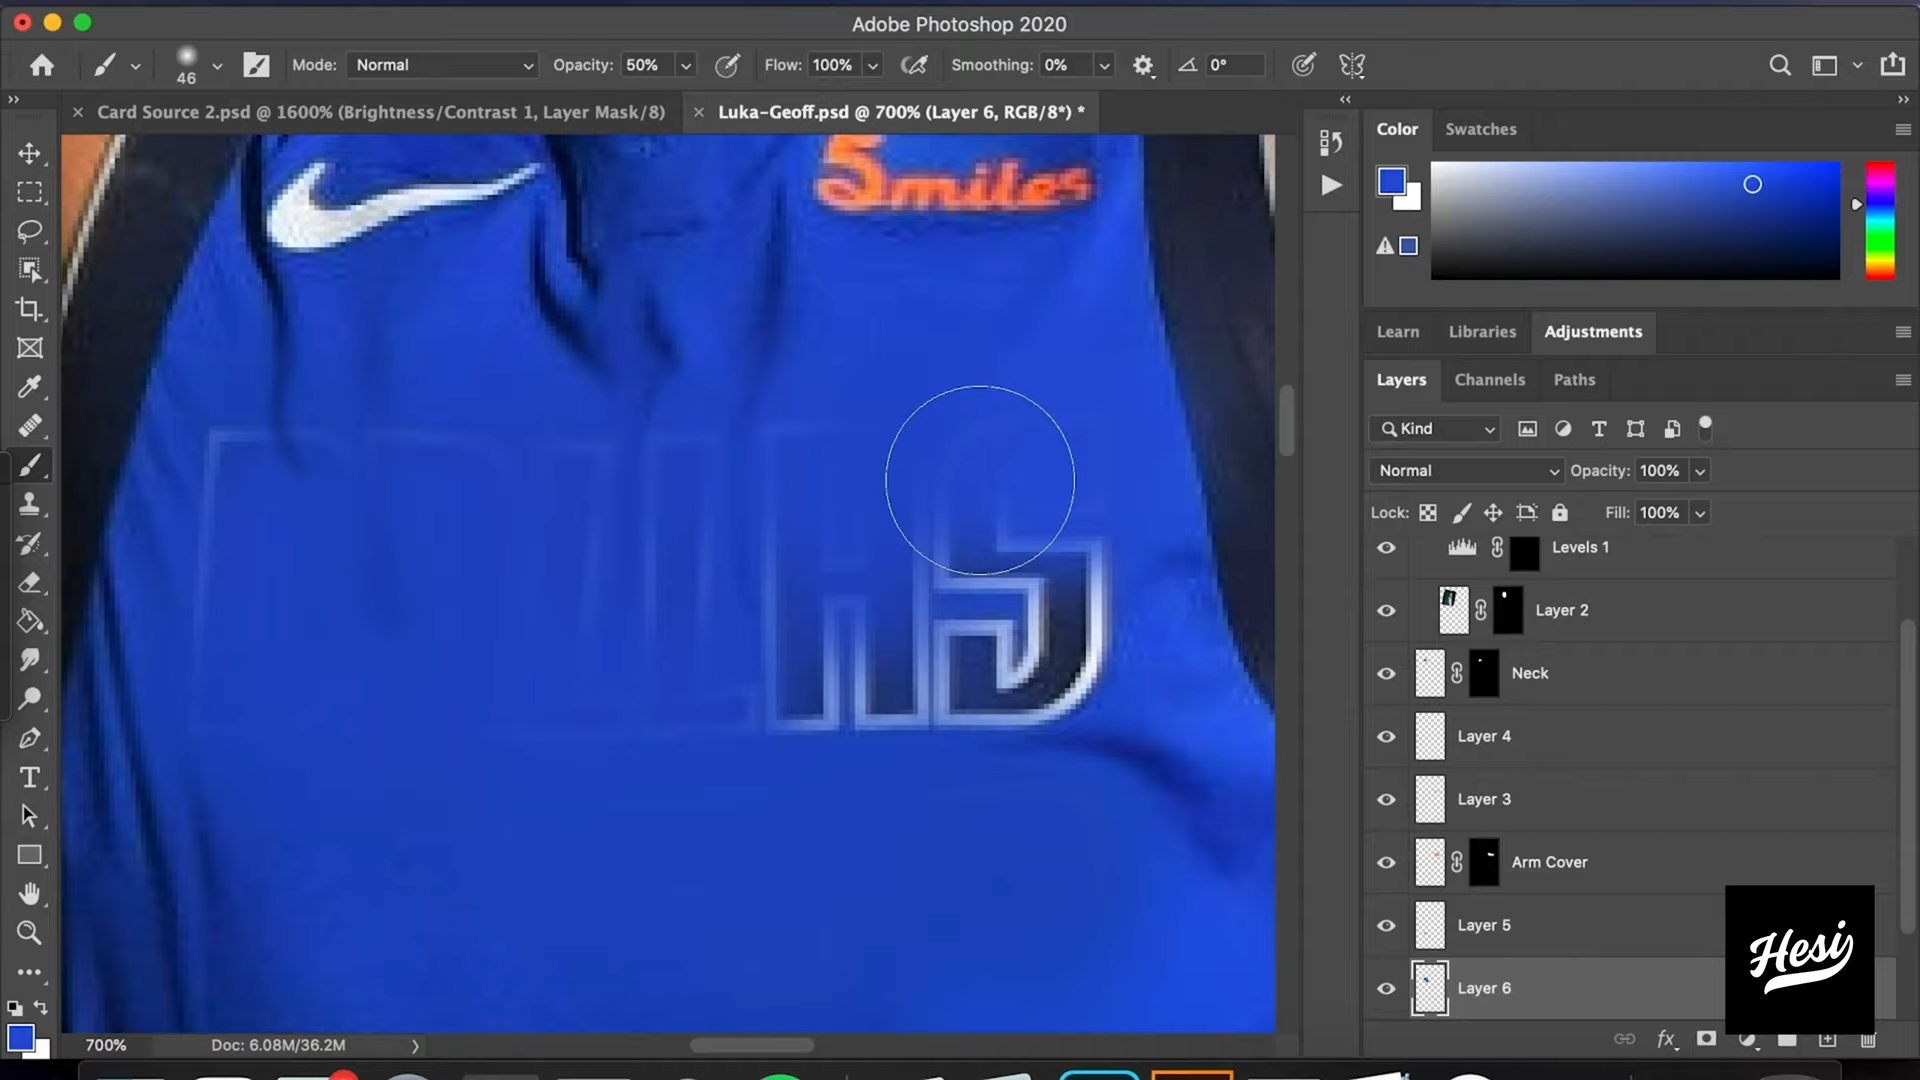 Adobe Photoshop 2020
46
Mode: Normal
Opacity: 50%
Flow: 100%
Smoothing: 0%
0°
Card Source 2.psd @ 1600% (Brightness/Contrast 1, Layer Mask/8)
Luka-Geoff.psd @ 700% (Layer 6, RGB/8*) *
Smiles
Color
Swatches
Learn
Libraries
Adjustments
Layers
Channels
Paths
Kind
Normal
Opacity: 100%
Lock:
Fill: 100%
Levels 1
Layer 2
Neck
Layer 4
Layer 3
Arm Cover
Layer 5
Layer 6
Hesi
700%
Doc: 6.08M/36.2M